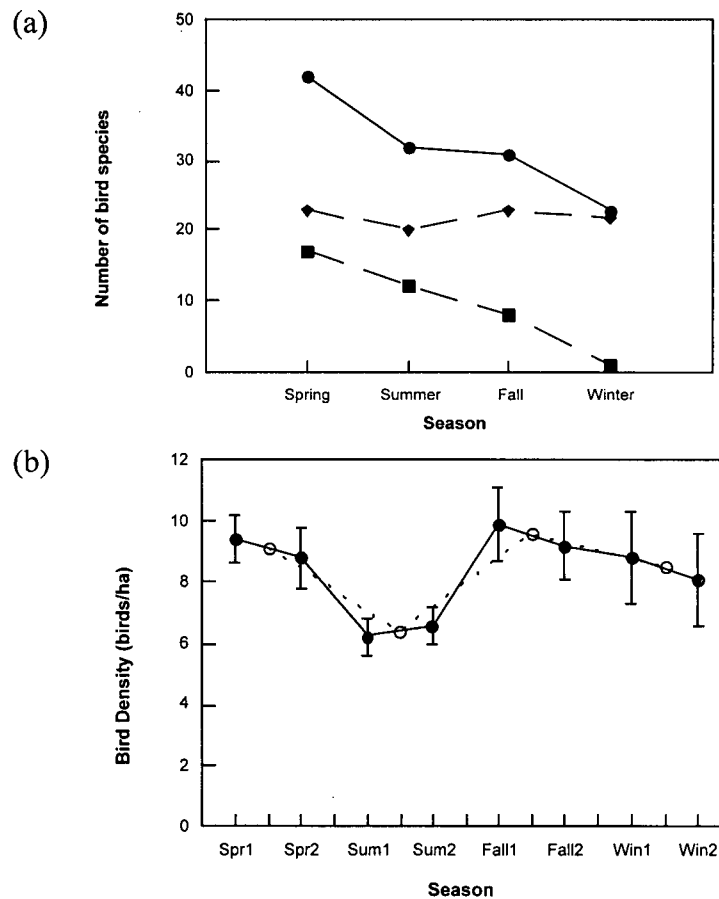 (a)
50
40
30
20
10
0
Number of bird species
Spring Summer Fall Winter
Season
(b)
12
10
8
6
4
2
0
Bird Density (birds/ha)
Spr1 Spr2 Sum1 Sum2 Fall1 Fall2 Win1 Win2
Season